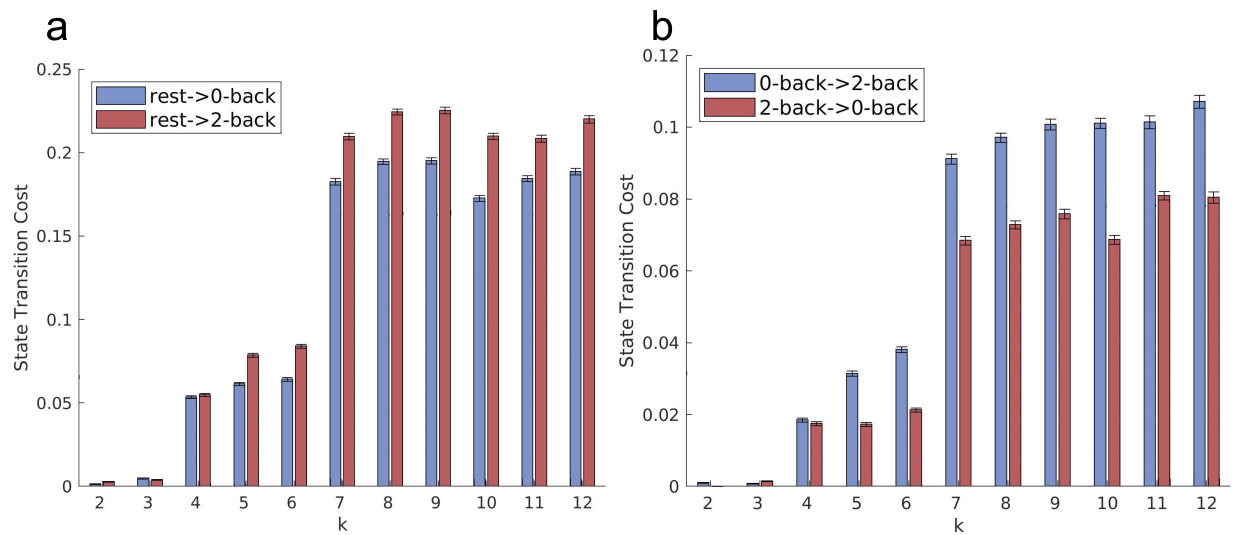 a
0.25
0.2
0.15
0.1
0.05
0
State Transition Cost
rest->0-back
rest->2-back
2 3 4 5 6 7 8 9 10 11 12
k
b
0.12
0.1
0.08
0.06
0.04
0.02
0
State Transition Cost
0-back->2-back
2-back->0-back
2 3 4 5 6 7 8 9 10 11 12
k